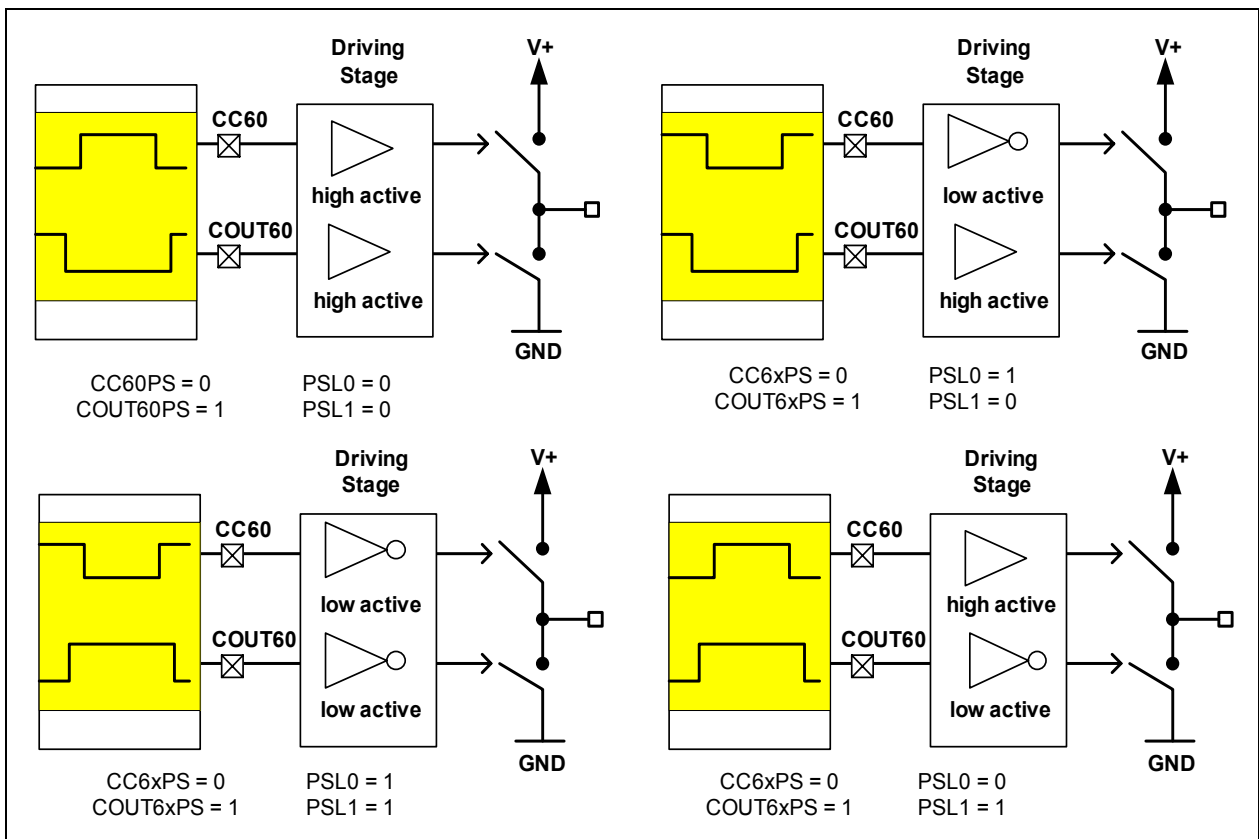 Driving
Stage
V+
CC60
high active
COUT60
high active
GND
CC60PS = 0
COUT60PS = 1
PSL0 = 0
PSL1 = 0
Driving
Stage
V+
CC60
low active
COUT60
high active
GND
CC6xPS = 0
COUT6xPS = 1
PSL0 = 1
PSL1 = 0
Driving
Stage
V+
CC60
low active
COUT60
low active
GND
CC6xPS = 0
COUT6xPS = 1
PSL0 = 1
PSL1 = 1
Driving
Stage
V+
CC60
high active
COUT60
low active
GND
CC6xPS = 0
COUT6xPS = 1
PSL0 = 0
PSL1 = 1